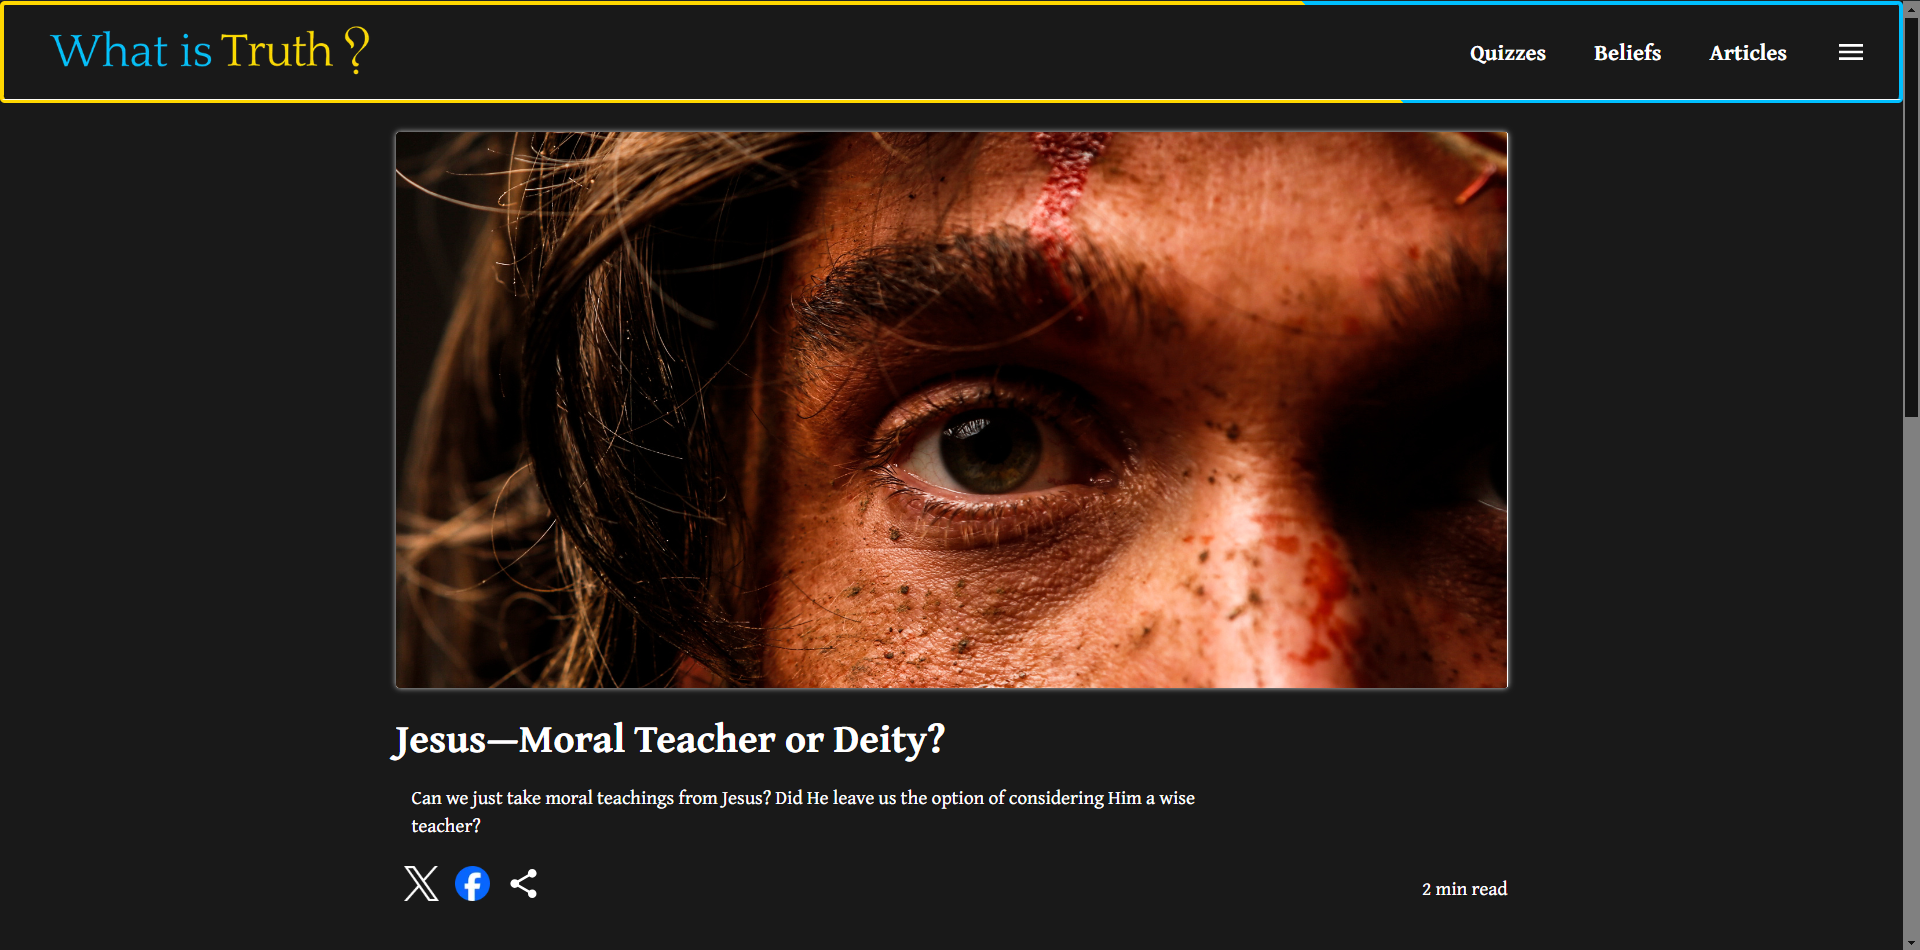 What is Truth ?
Quizzes
Beliefs
Articles
Jesus—Moral Teacher or Deity?
Can we just take moral teachings from Jesus? Did He leave us the option of considering Him a wise
teacher?
2 min read